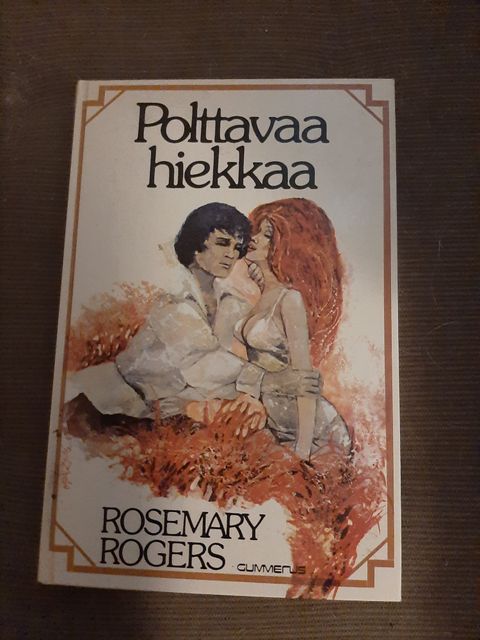 Polttavaa
hiekkaa
ROSEMARY
ROGERS
GUMMERUS